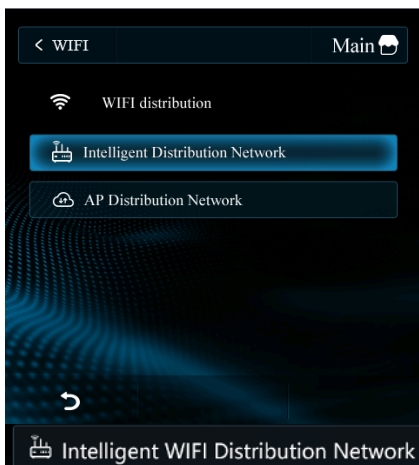 < WIFI Main
WIFI distribution
Intelligent Distribution Network
AP Distribution Network
Intelligent WIFI Distribution Network